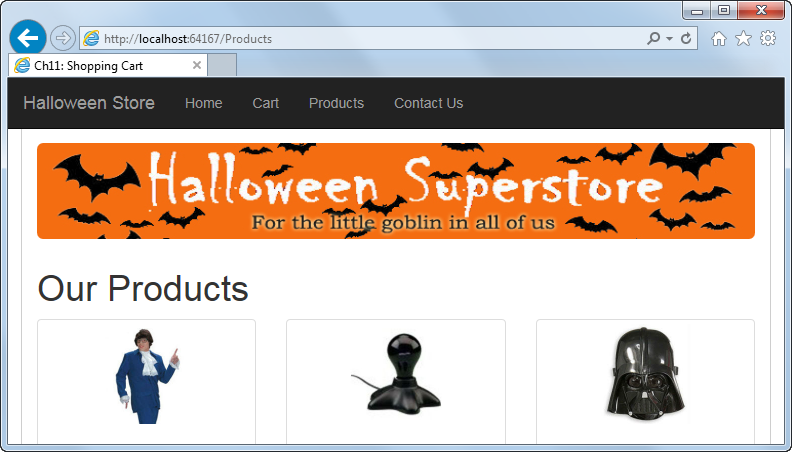 http://localhost:64167/Products
Ch11: Shopping Cart
Halloween Store Home Cart Products Contact Us
Halloween Superstore
For the little goblin in all of us
Our Products